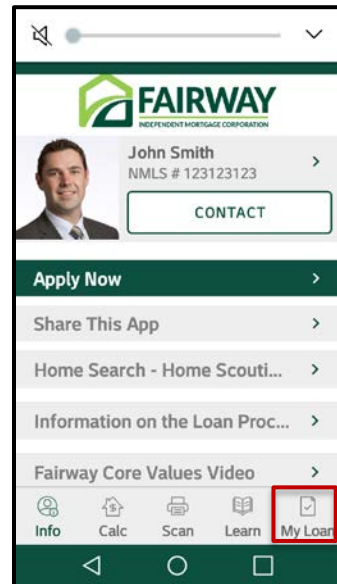 FAIRWAY
INDEPENDENT MORTGAGE CORPORATION
John Smith
NMLS # 123123123
CONTACT
Apply Now
Share This App
Home Search - Home Scouti...
Information on the Loan Proc...
Fairway Core Values Video
Info Calc Scan Learn My Loan